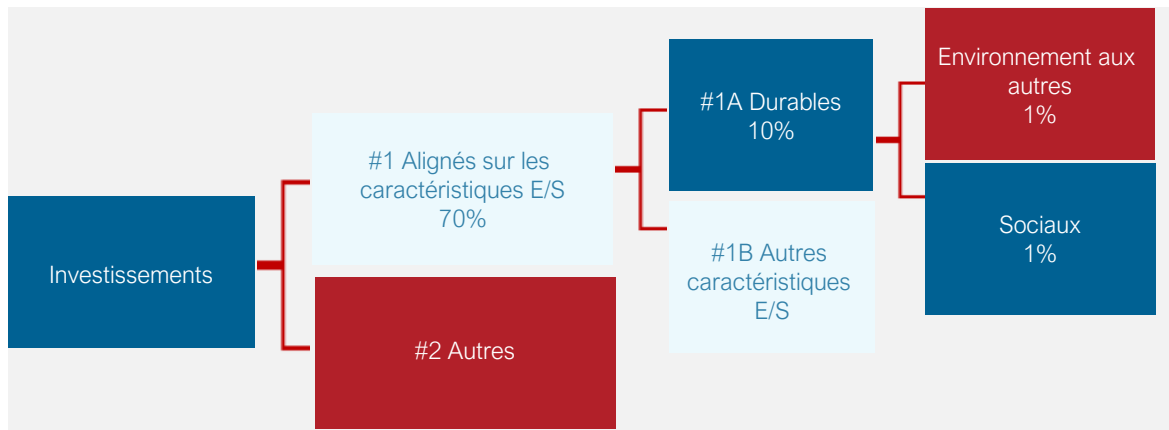 Investissements
#1 Alignés sur les
caractéristiques E/S
70%
#2 Autres
#1A Durables
10%
#1B Autres
caractéristiques
E/S
Environnement aux
autres
1%
Sociaux
1%